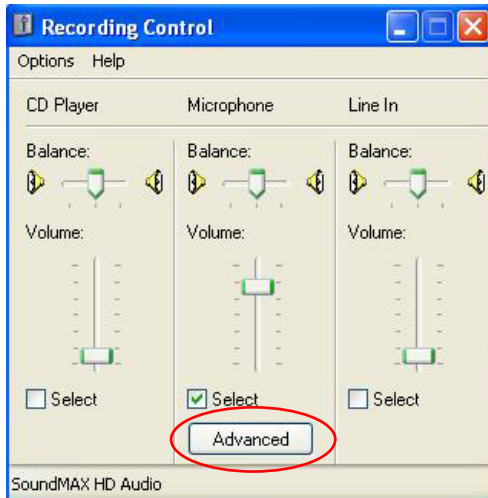 Recording Control
Options Help
CD Player Microphone Line In
Balance: Balance: Balance:
Volume: Volume: Volume:
Select Select Select
Advanced
SoundMAX HD Audio